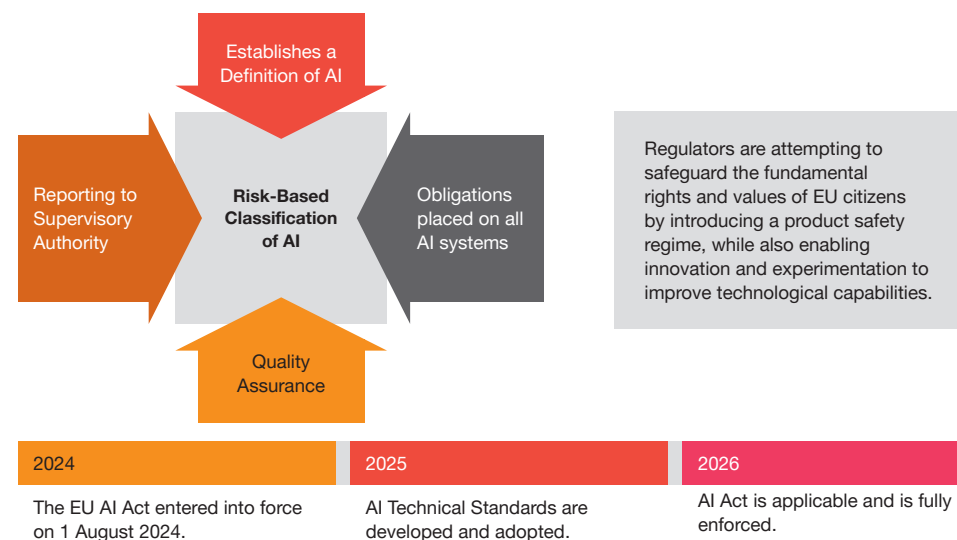 Establishes a
Definition of AI
Reporting to
Supervisory
Authority
Risk-Based
Classification
of AI
Obligations
placed on all
AI systems
Quality
Assurance
Regulators are attempting to
safeguard the fundamental
rights and values of EU citizens
by introducing a product safety
regime, while also enabling
innovation and experimentation to
improve technological capabilities.
2024
The EU AI Act entered into force
on 1 August 2024.
2025
AI Technical Standards are
developed and adopted.
2026
AI Act is applicable and is fully
enforced.